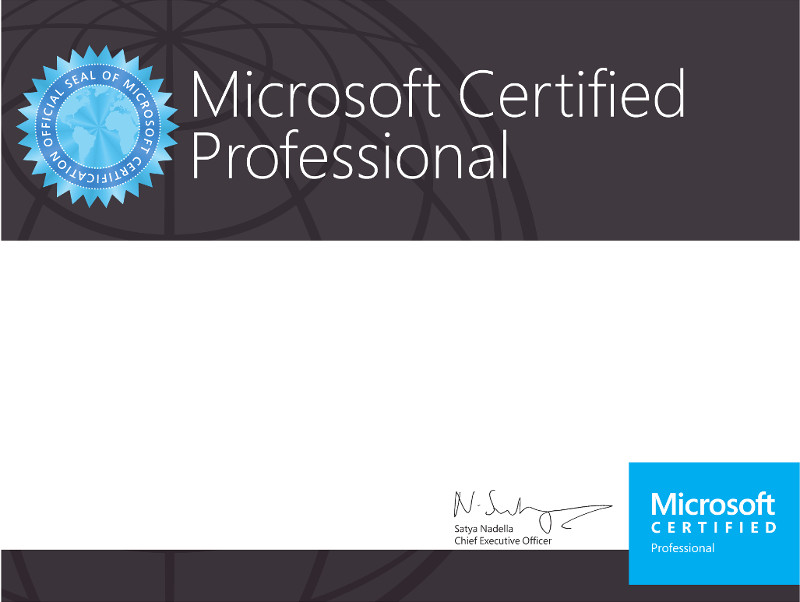 OFFICIAL SEAL OF MICROSOFT CERTIFICATION
Microsoft Certified
Professional
N. S
Satya Nadella
Chief Executive Officer
Microsoft
CERTIFIED
Professional